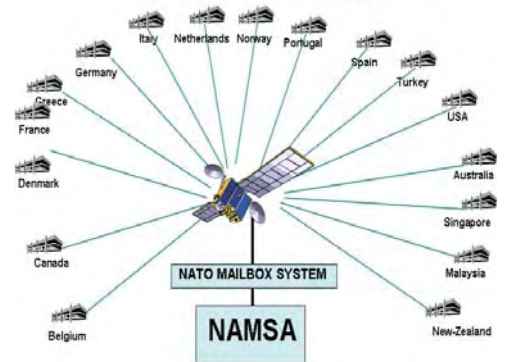 Italy
Netherlands
Norway
Portugal
Germany
Spain
Turkey
Greece
USA
France
Australia
Denmark
Singapore
Canada
Malaysia
NATO MAILBOX SYSTEM
Belgium
NAMSA
New-Zealand